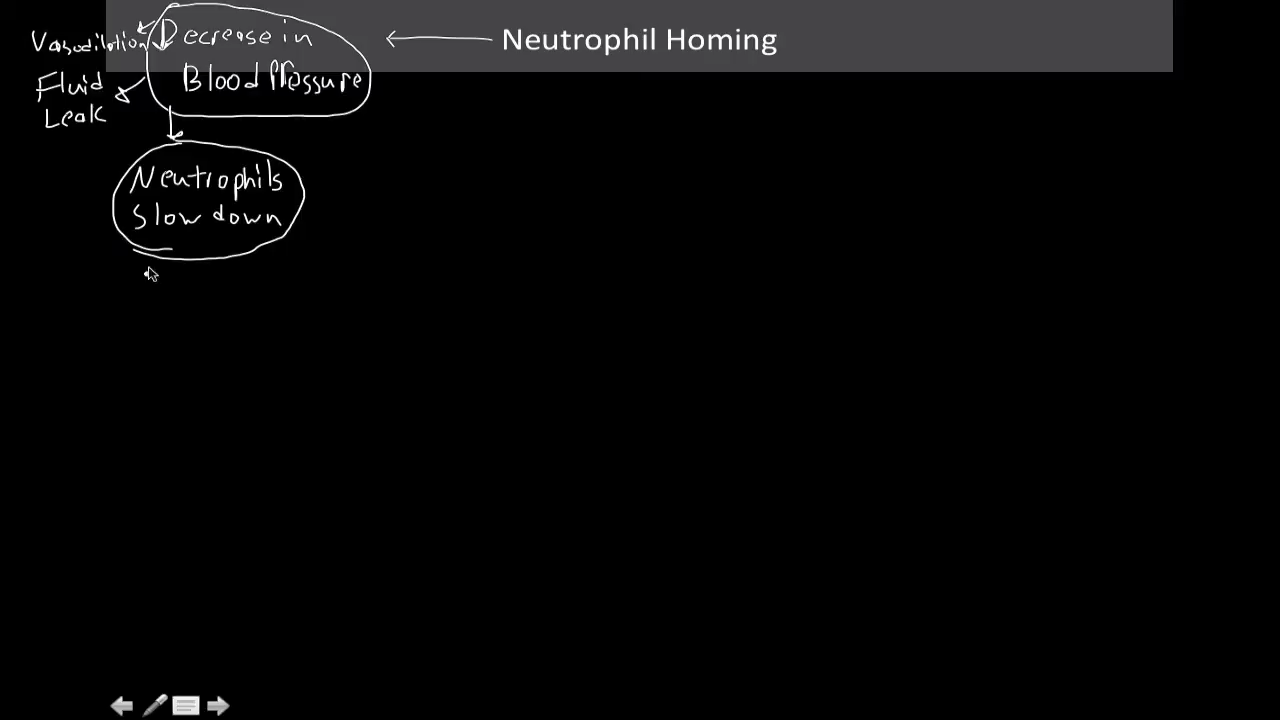 Neutrophil Homing
Vasodilation
Decrease in
Blood Pressure
Fluid
Leak
Neutrophils
Slow down